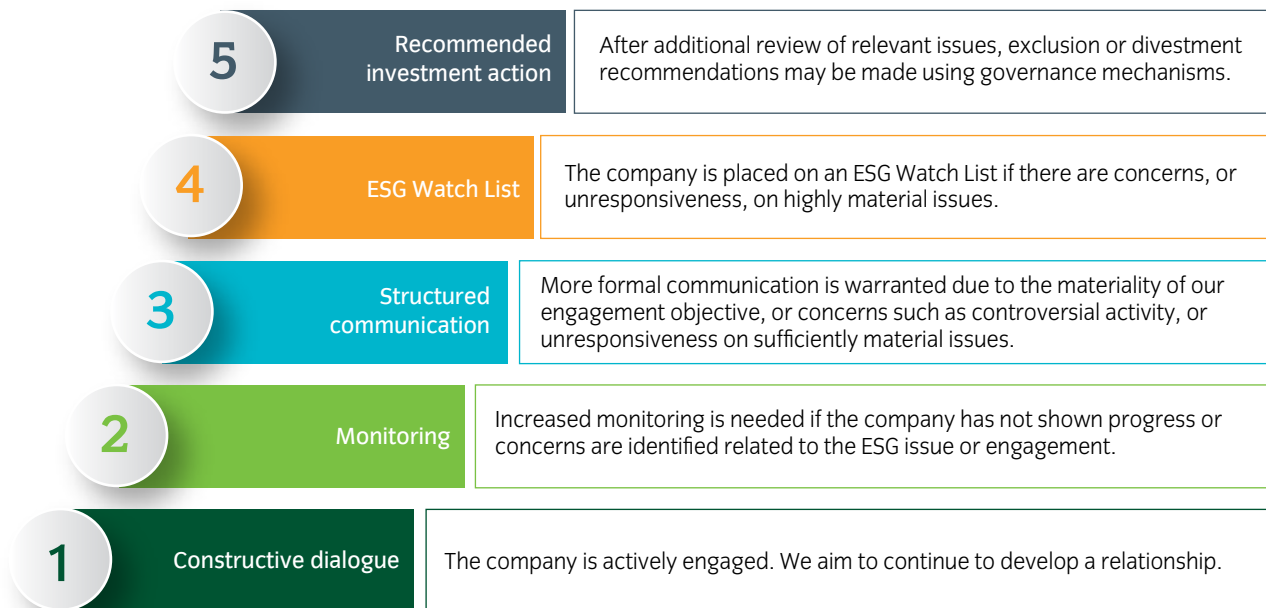 5
Recommended
investment action
After additional review of relevant issues, exclusion or divestment
recommendations may be made using governance mechanisms.
4
ESG Watch List
The company is placed on an ESG Watch List if there are concerns, or
unresponsiveness, on highly material issues.
3
Structured
communication
More formal communication is warranted due to the materiality of our
engagement objective, or concerns such as controversial activity, or
unresponsiveness on sufficiently material issues.
2
Monitoring
Increased monitoring is needed if the company has not shown progress or
concerns are identified related to the ESG issue or engagement.
1
Constructive dialogue
The company is actively engaged. We aim to continue to develop a relationship.